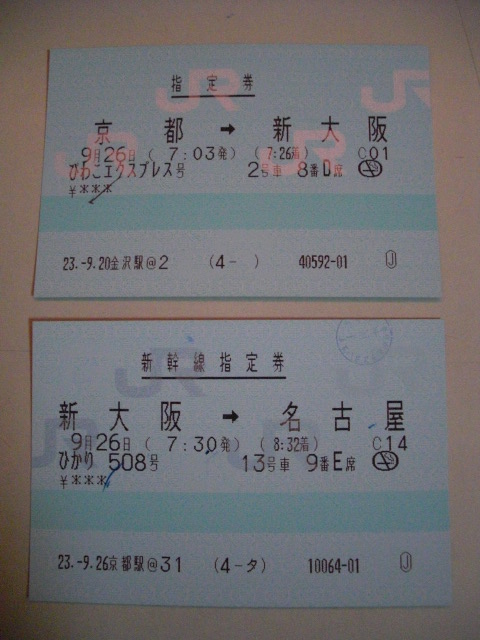 指定券
京都 → 新大阪
9月26日 ( 7:03発) (7:26着) C01
びわこエクスプレス号 2号車 8番D席
¥***
23.-9.20金沢駅@2 (4- ) 40592-01
新幹線指定券
新大阪 → 名古屋
9月26日 ( 7:30発) (8:32着) C14
ひかり 508号 13号車 9番E席
¥***
23.-9.26京都駅@31 (4-タ) 10064-01